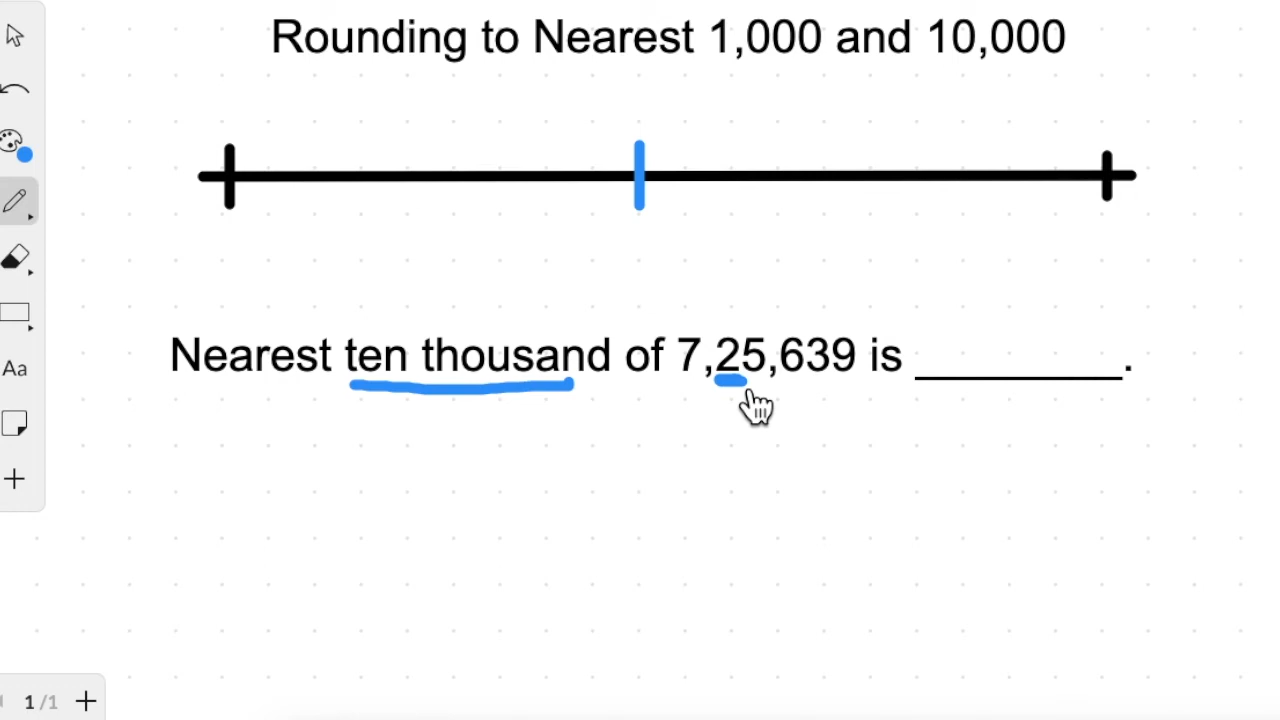 Rounding to Nearest 1,000 and 10,000
Nearest ten thousand of 7,25,639 is _________.
Aa
1/1